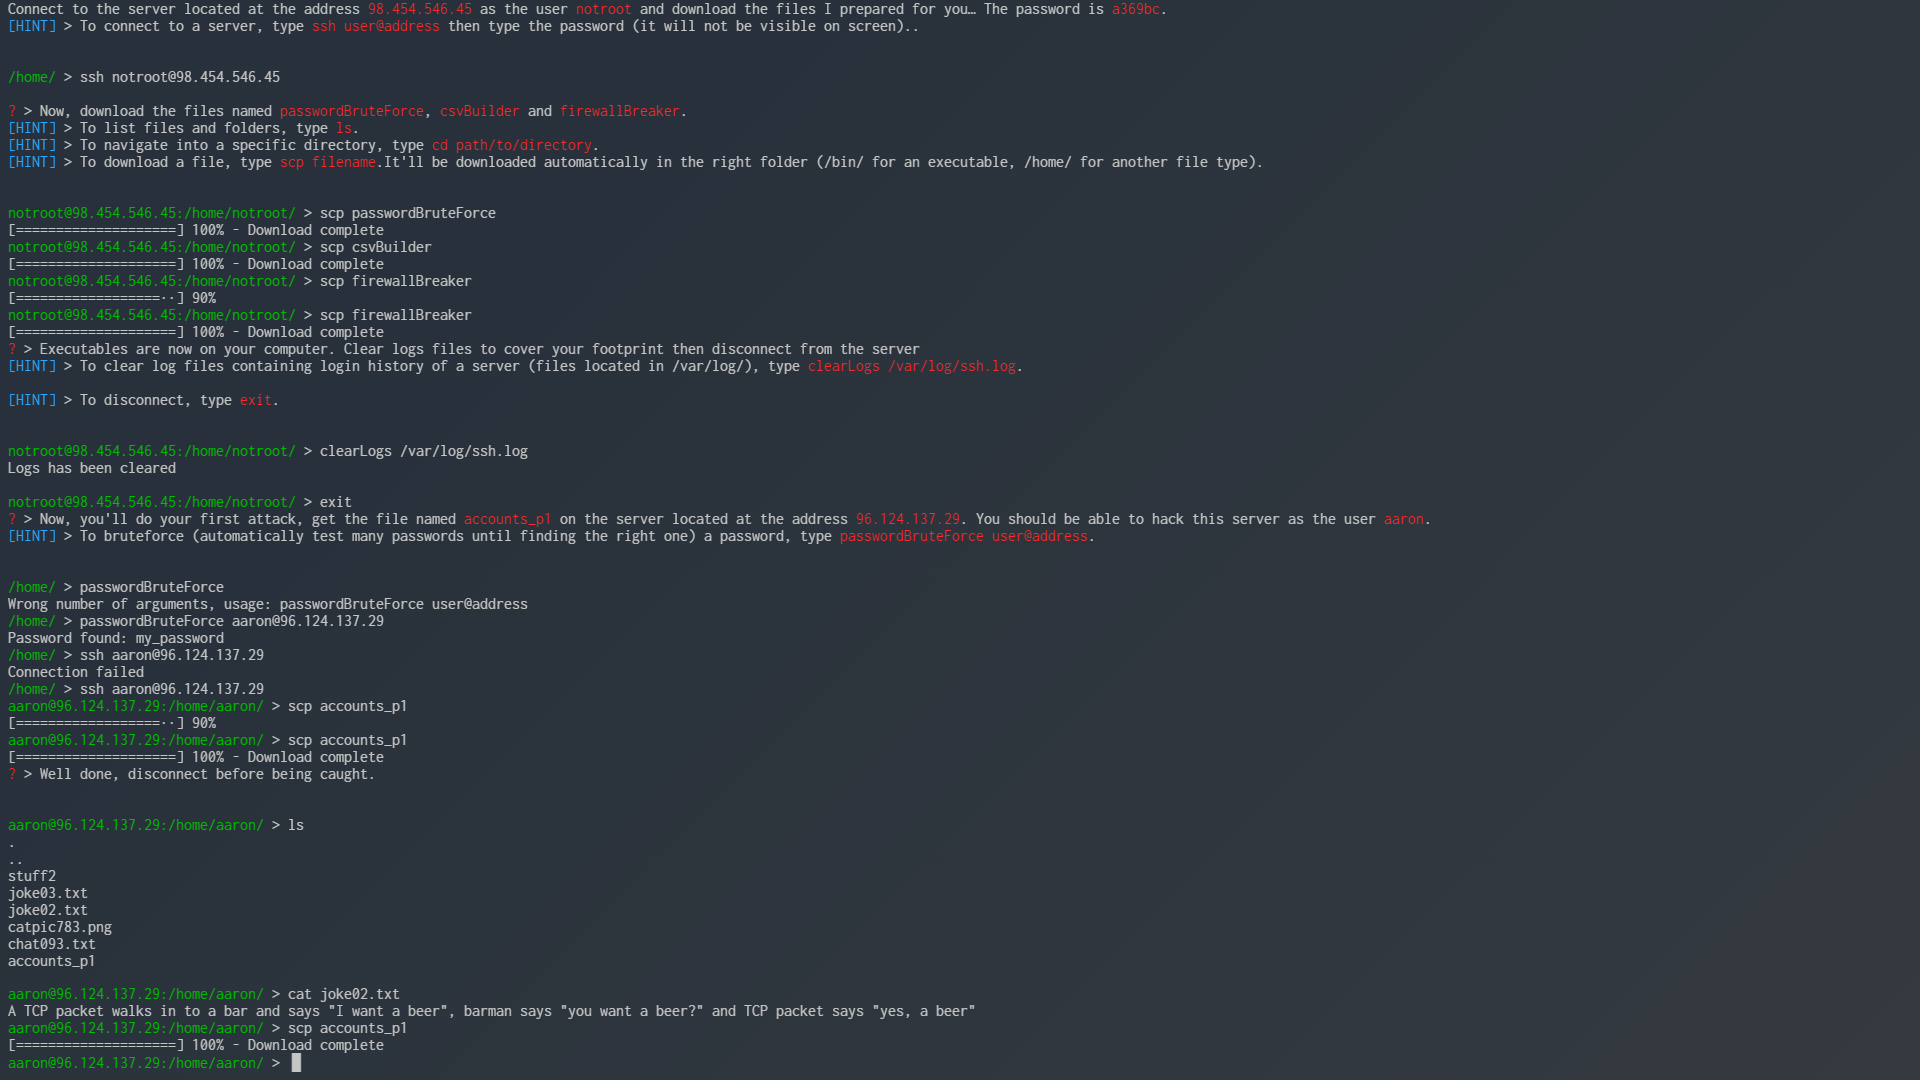 Connect to the server located at the address 98.454.546.45 as the user notroot and download the files I prepared for you… The password is a369bc.
[HINT] > To connect to a server, type ssh user@address then type the password (it will not be visible on screen)..
/home/ > ssh notroot@98.454.546.45
? > Now, download the files named passwordBruteForce, csvBuilder and firewallBreaker.
[HINT] > To list files and folders, type ls.
[HINT] > To navigate into a specific directory, type cd path/to/directory.
[HINT] > To download a file, type scp filename.It'll be downloaded automatically in the right folder (/bin/ for an executable, /home/ for another file type).
notroot@98.454.546.45:/home/notroot/ > scp passwordBruteForce
[====================] 100% - Download complete
notroot@98.454.546.45:/home/notroot/ > scp csvBuilder
[====================] 100% - Download complete
notroot@98.454.546.45:/home/notroot/ > scp firewallBreaker
[==================··] 90%
notroot@98.454.546.45:/home/notroot/ > scp firewallBreaker
[====================] 100% - Download complete
? > Executables are now on your computer. Clear logs files to cover your footprint then disconnect from the server
[HINT] > To clear log files containing login history of a server (files located in /var/log/), type clearLogs /var/log/ssh.log.
[HINT] > To disconnect, type exit.
notroot@98.454.546.45:/home/notroot/ > clearLogs /var/log/ssh.log
Logs has been cleared
notroot@98.454.546.45:/home/notroot/ > exit
? > Now, you'll do your first attack, get the file named accounts_p1 on the server located at the address 96.124.137.29. You should be able to hack this server as the user aaron.
[HINT] > To bruteforce (automatically test many passwords until finding the right one) a password, type passwordBruteForce user@address.
/home/ > passwordBruteForce
Wrong number of arguments, usage: passwordBruteForce user@address
/home/ > passwordBruteForce aaron@96.124.137.29
Password found: my_password
/home/ > ssh aaron@96.124.137.29
Connection failed
/home/ > ssh aaron@96.124.137.29
aaron@96.124.137.29:/home/aaron/ > scp accounts_p1
[==================··] 90%
aaron@96.124.137.29:/home/aaron/ > scp accounts_p1
[====================] 100% - Download complete
? > Well done, disconnect before being caught.
aaron@96.124.137.29:/home/aaron/ > ls
.
..
stuff2
joke03.txt
joke02.txt
catpic783.png
chat093.txt
accounts_p1
aaron@96.124.137.29:/home/aaron/ > cat joke02.txt
A TCP packet walks in to a bar and says "I want a beer", barman says "you want a beer?" and TCP packet says "yes, a beer"
aaron@96.124.137.29:/home/aaron/ > scp accounts_p1
[====================] 100% - Download complete
aaron@96.124.137.29:/home/aaron/ >